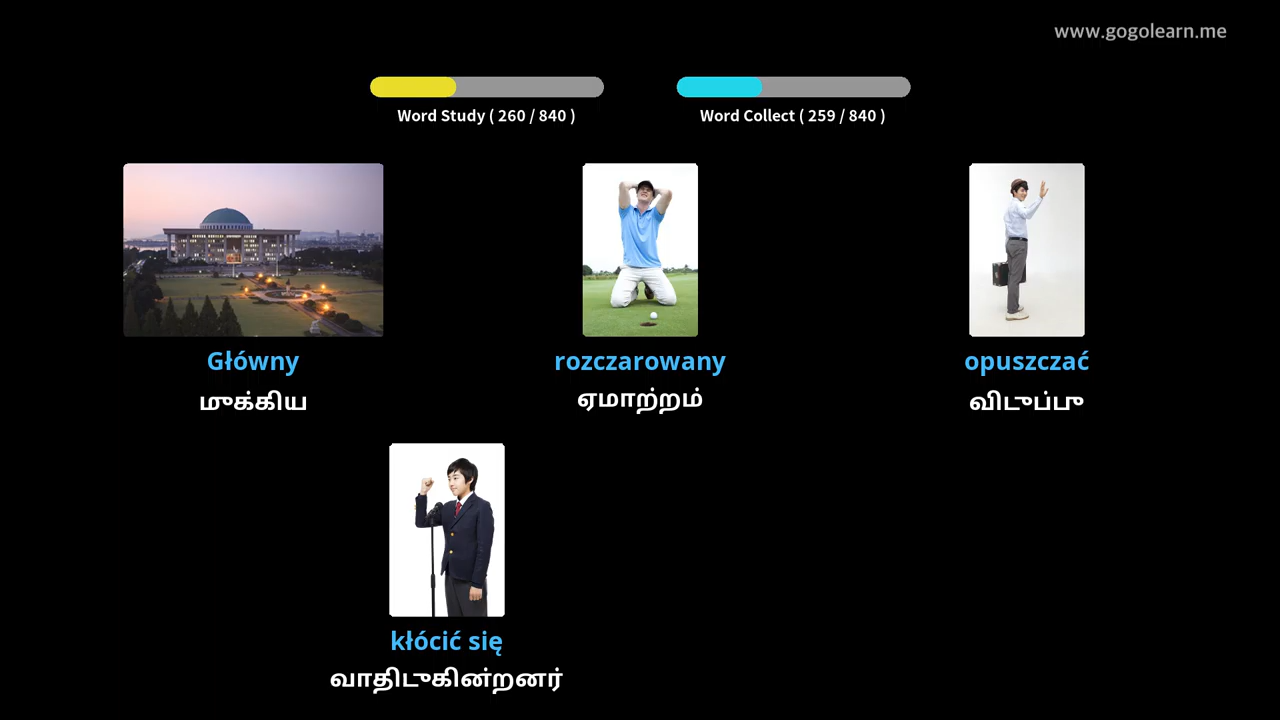 www.gogolearn.me
Word Study ( 260 / 840 )
Word Collect ( 259 / 840 )
Główny
முக்கிய
rozczarowany
ஏமாற்றம்
opuszczać
விடுப்பு
kłócić się
வாதிடுகின்றனர்